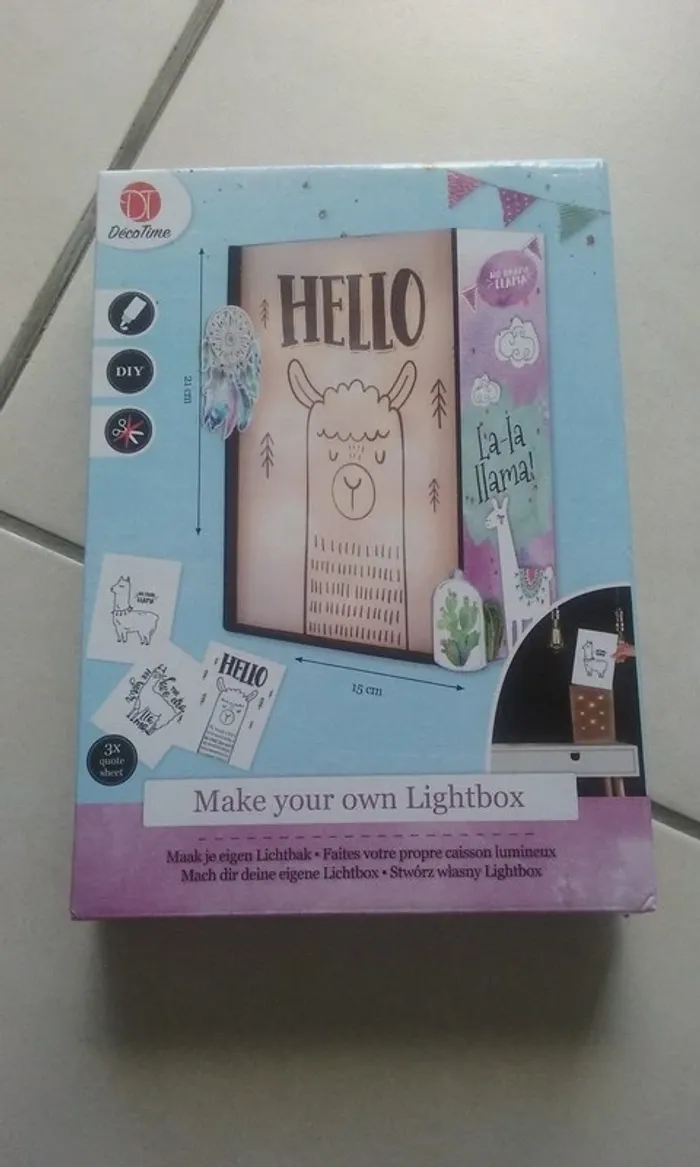 DT
DécoTime
DIY
21 cm
HELLO
NO DRAMA
LLAMA
La-la
llama!
15 cm
HELLO
3x
quote
sheet
Make your own Lightbox
Maak je eigen Lichtbak • Faites votre propre caisson lumineux
Mach dir deine eigene Lichtbox • Stwórz własny Lightbox